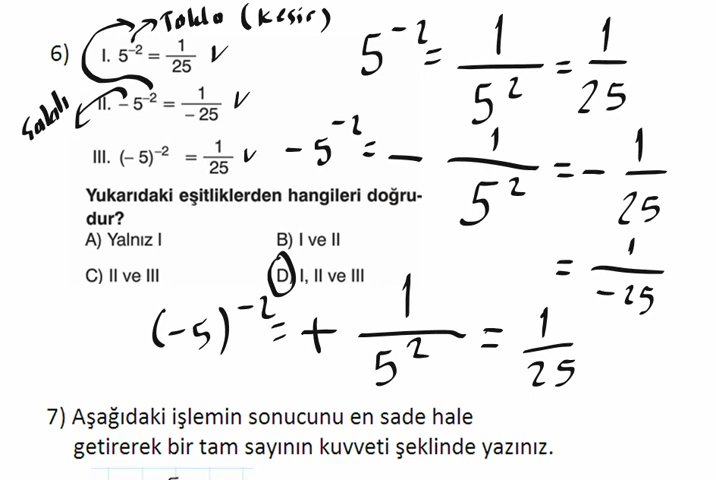 Takla (Kesir)
6) I. 5⁻² = 1/25 √
Sabit
II. – 5⁻² = 1/– 25 √
III. (– 5)⁻² = 1/25 √
Yukarıdaki eşitliklerden hangileri doğru-
dur?
A) Yalnız I B) I ve II
C) II ve III D) I, II ve III
5⁻² = 1/5² = 1/25
-5⁻² = - 1/5² = - 1/25
= 1/-25
(-5)⁻² = + 1/5² = 1/25
7) Aşağıdaki işlemin sonucunu en sade hale
getirerek bir tam sayının kuvveti şeklinde yazınız.